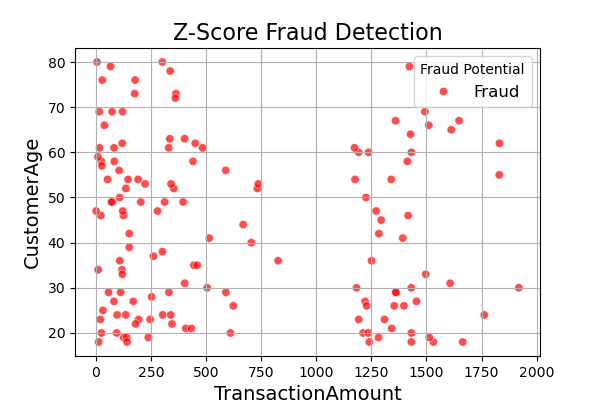 Z-Score Fraud Detection
Fraud Potential
Fraud
CustomerAge
80
70
60
50
40
30
20
0 250 500 750 1000 1250 1500 1750 2000
TransactionAmount